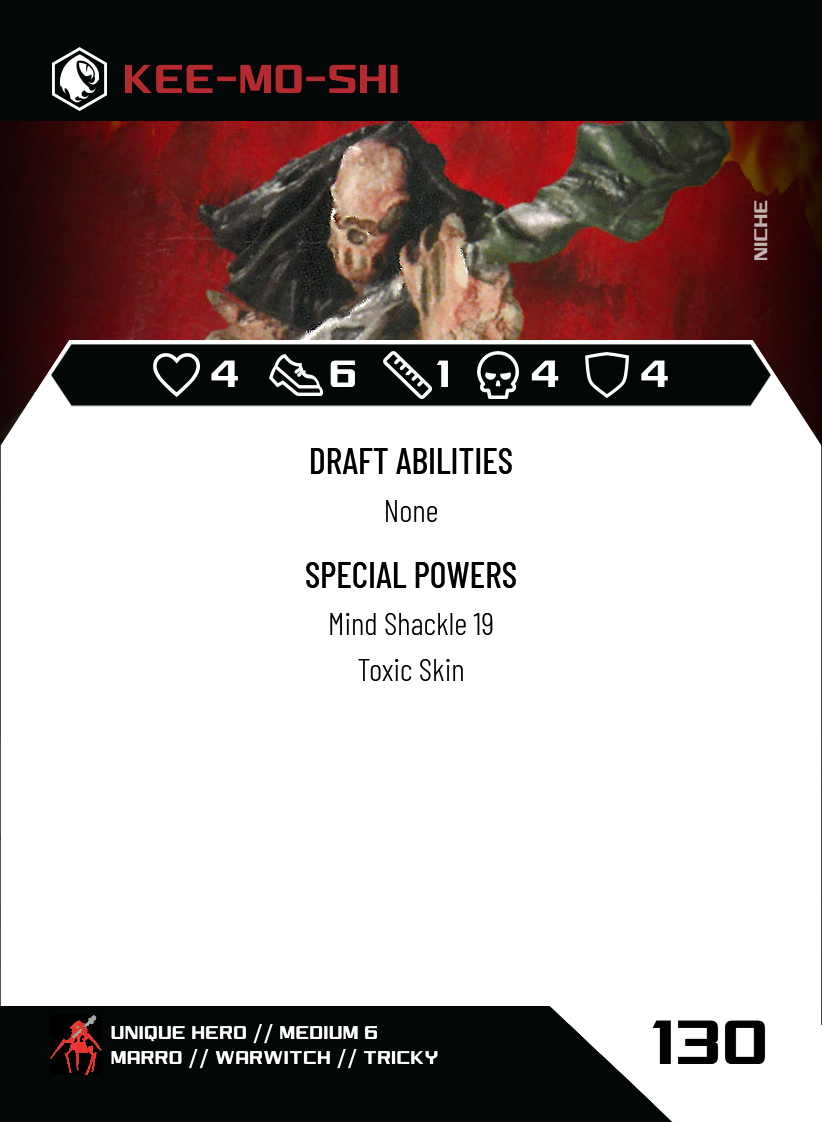 KEE-MO-SHI
NICHE
4 6 1 4 4
DRAFT ABILITIES
None
SPECIAL POWERS
Mind Shackle 19
Toxic Skin
UNIQUE HERO // MEDIUM 6
MARRO // WARWITCH // TRICKY
130